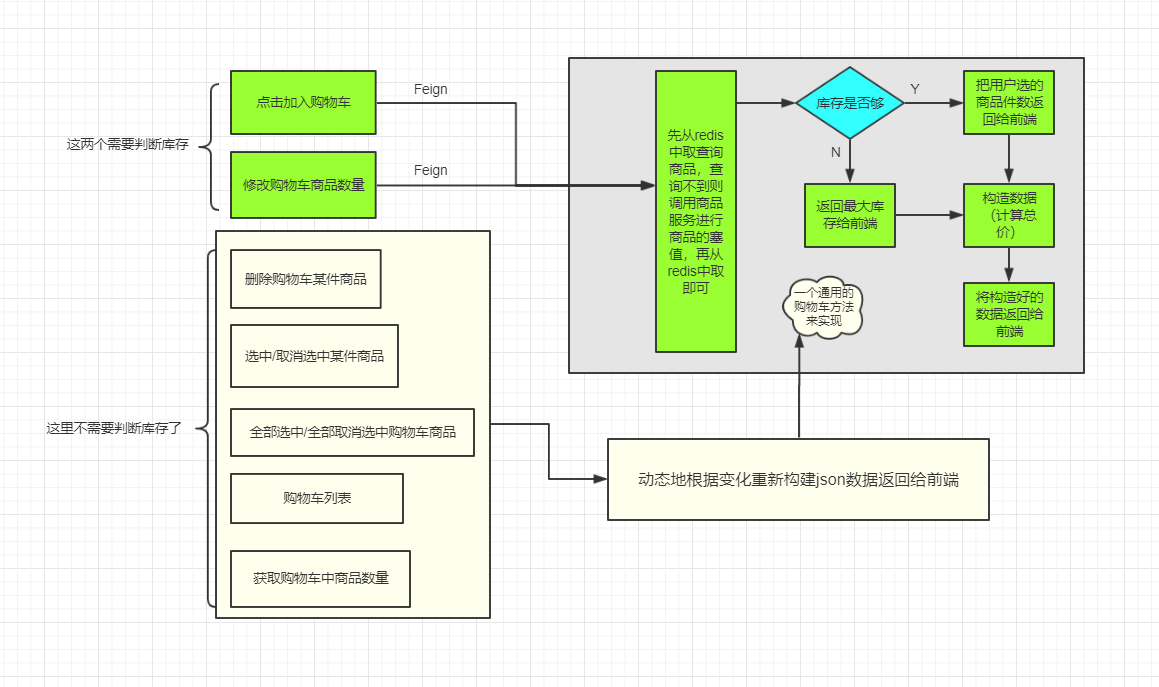 点击加入购物车
Feign
这两个需要判断库存
修改购物车商品数量
Feign
先从redis
中取查询
商品，查
询不到则
调用商品
服务进行
商品的塞
值，再从
redis中取
即可
库存是否够
Y
把用户选的
商品件数返
回给前端
N
返回最大库
存给前端
构造数据
（计算总
价）
将构造好的
数据返回给
前端
一个通用的
购物车方法
来实现
这里不需要判断库存了
删除购物车某件商品
选中/取消选中某件商品
全部选中/全部取消选中购物车商品
购物车列表
获取购物车中商品数量
动态地根据变化重新构建json数据返回给前端